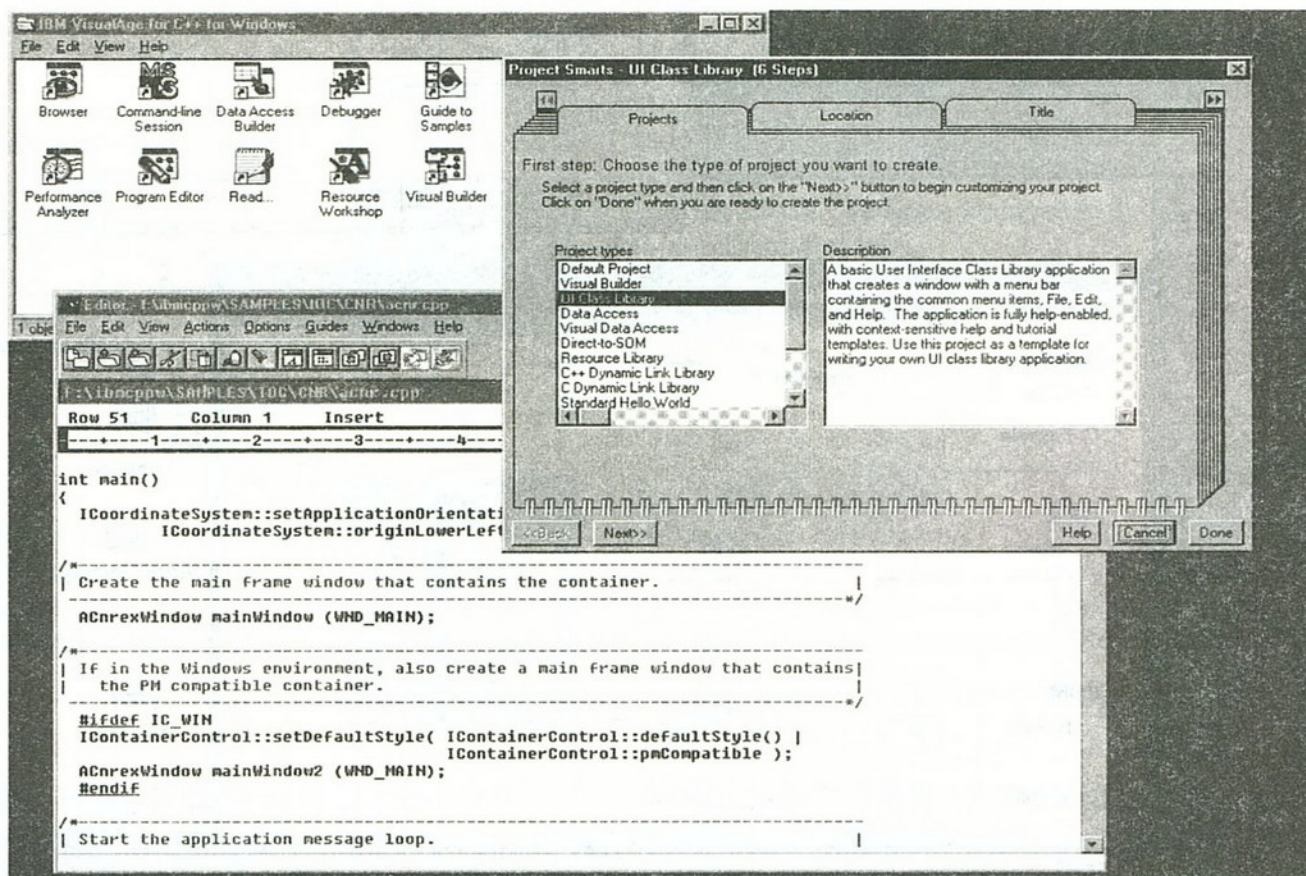 IBM VisualAge for C++ for Windows
File Edit View Help
Browser
Command-line Session
Data Access Builder
Debugger
Guide to Samples
Performance Analyzer
Program Editor
Read...
Resource Workshop
Visual Builder
1 obje
Project Smarts - UI Class Library (6 Steps)
Projects
Location
Title
First step: Choose the type of project you want to create.
Select a project type and then click on the "Next>>" button to begin customizing your project.
Click on "Done" when you are ready to create the project.
Project types
Default Project
Visual Builder
UI Class Library
Data Access
Visual Data Access
Direct-to-SOM
Resource Library
C++ Dynamic Link Library
C Dynamic Link Library
Standard Hello World
Description
A basic User Interface Class Library application
that creates a window with a menu bar
containing the common menu items, File, Edit,
and Help. The application is fully help-enabled,
with context-sensitive help and tutorial
templates. Use this project as a template for
writing your own UI class library application.
<<Back
Next>>
Help
Cancel
Done
Editor -
File Edit View Actions Options Guides Windows Help
Row 51 Column 1 Insert
---+----1----+----2----+----3----+----4----
int main()
{
ICoordinateSystem::setApplicationOrientati
ICoordinateSystem::originLowerLeft
/*----------------------------------------------------------------------
| Create the main frame window that contains the container. |
----------------------------------------------------------------------*/
ACnrexWindow mainWindow (WND_MAIN);
/*----------------------------------------------------------------------
| If in the Windows environment, also create a main frame window that contains|
| the PM compatible container. |
----------------------------------------------------------------------*/
#ifdef IC_WIN
IContainerControl::setDefaultStyle( IContainerControl::defaultStyle() |
IContainerControl::pmCompatible );
ACnrexWindow mainWindow2 (WND_MAIN);
#endif
/*----------------------------------------------------------------------
| Start the application message loop. |